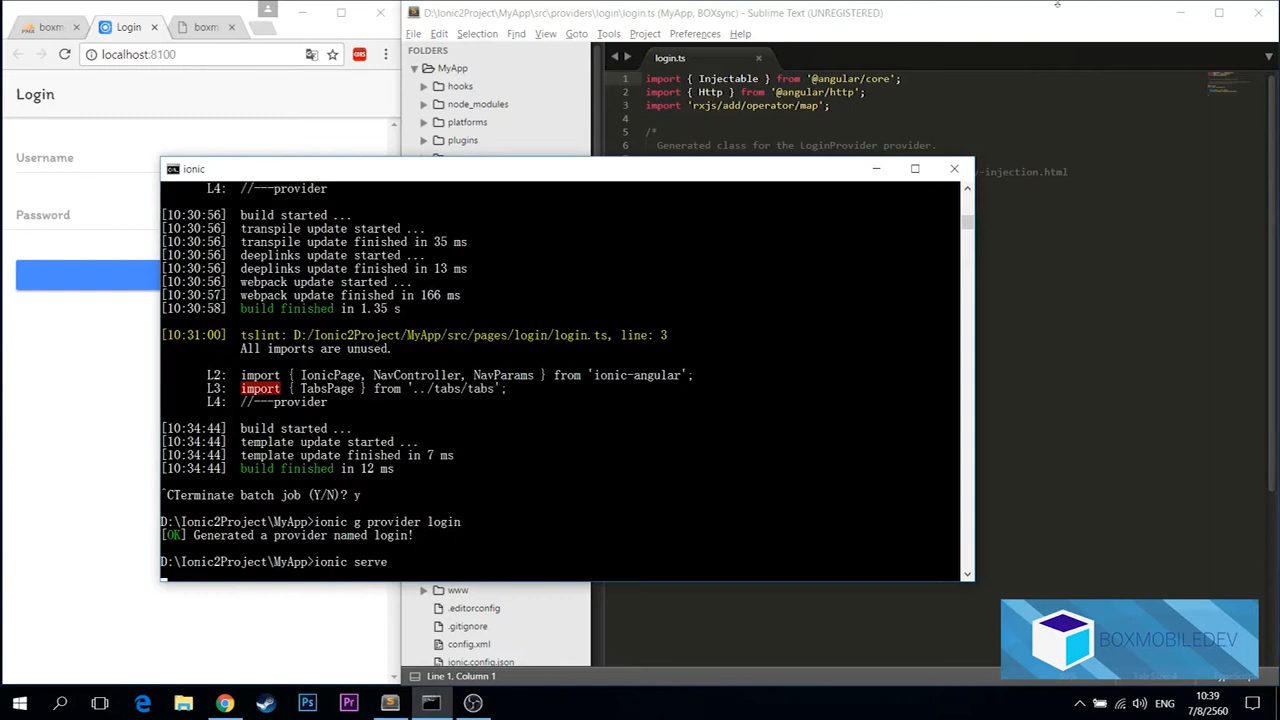 boxm
Login
boxm
localhost:8100
CORS
Login
Username
Password
D:\Ionic2Project\MyApp\src\providers\login\login.ts (MyApp, BOXsync) - Sublime Text (UNREGISTERED)
File Edit Selection Find View Goto Tools Project Preferences Help
FOLDERS
MyApp
hooks
node_modules
platforms
plugins
www
.editorconfig
.gitignore
config.xml
ionic.config.json
login.ts
1 import { Injectable } from '@angular/core';
2 import { Http } from '@angular/http';
3 import 'rxjs/add/operator/map';
4
5 /*
Generated class for the LoginProvider provider.
-injection.html
ionic
L4: //---provider
[10:30:56] build started ...
[10:30:56] transpile update started ...
[10:30:56] transpile update finished in 35 ms
[10:30:56] deeplinks update started ...
[10:30:56] deeplinks update finished in 13 ms
[10:30:56] webpack update started ...
[10:30:57] webpack update finished in 166 ms
[10:30:58] build finished in 1.35 s
[10:31:00] tslint: D:/Ionic2Project/MyApp/src/pages/login/login.ts, line: 3
All imports are unused.
L2: import { IonicPage, NavController, NavParams } from 'ionic-angular';
L3: import { TabsPage } from '../tabs/tabs';
L4: //---provider
[10:34:44] build started ...
[10:34:44] template update started ...
[10:34:44] template update finished in 7 ms
[10:34:44] build finished in 12 ms
^CTerminate batch job (Y/N)? y
D:\Ionic2Project\MyApp>ionic g provider login
[OK] Generated a provider named login!
D:\Ionic2Project\MyApp>ionic serve
BOXMOBILEDEV
Line 1, Column 1
Tab Size: 4
TypeScript
ENG
10:39
7/8/2560